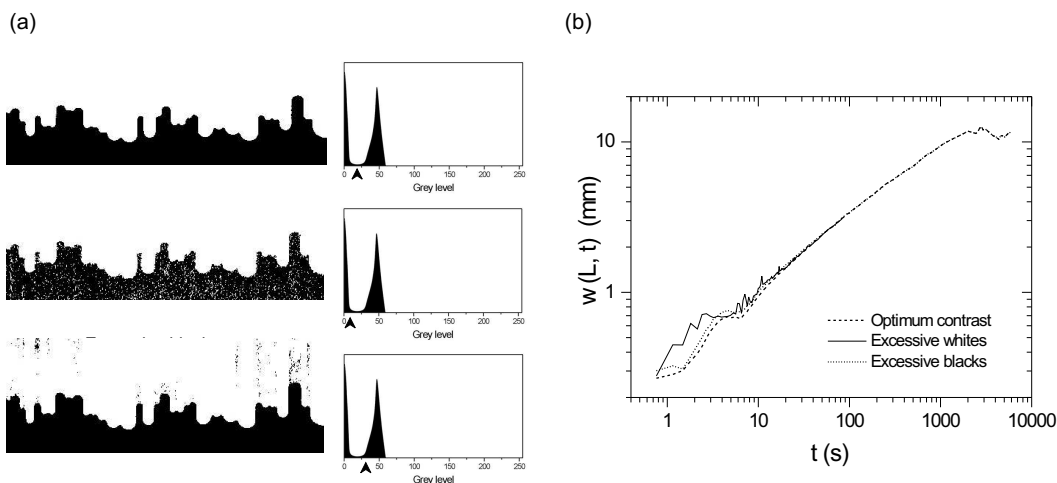 (a)
(b)
0 50 100 150 200 250
Grey level
0 50 100 150 200 250
Grey level
0 50 100 150 200 250
Grey level
w (L, t) (mm)
10
1
Optimum contrast
Excessive whites
Excessive blacks
1 10 100 1000 10000
t (s)